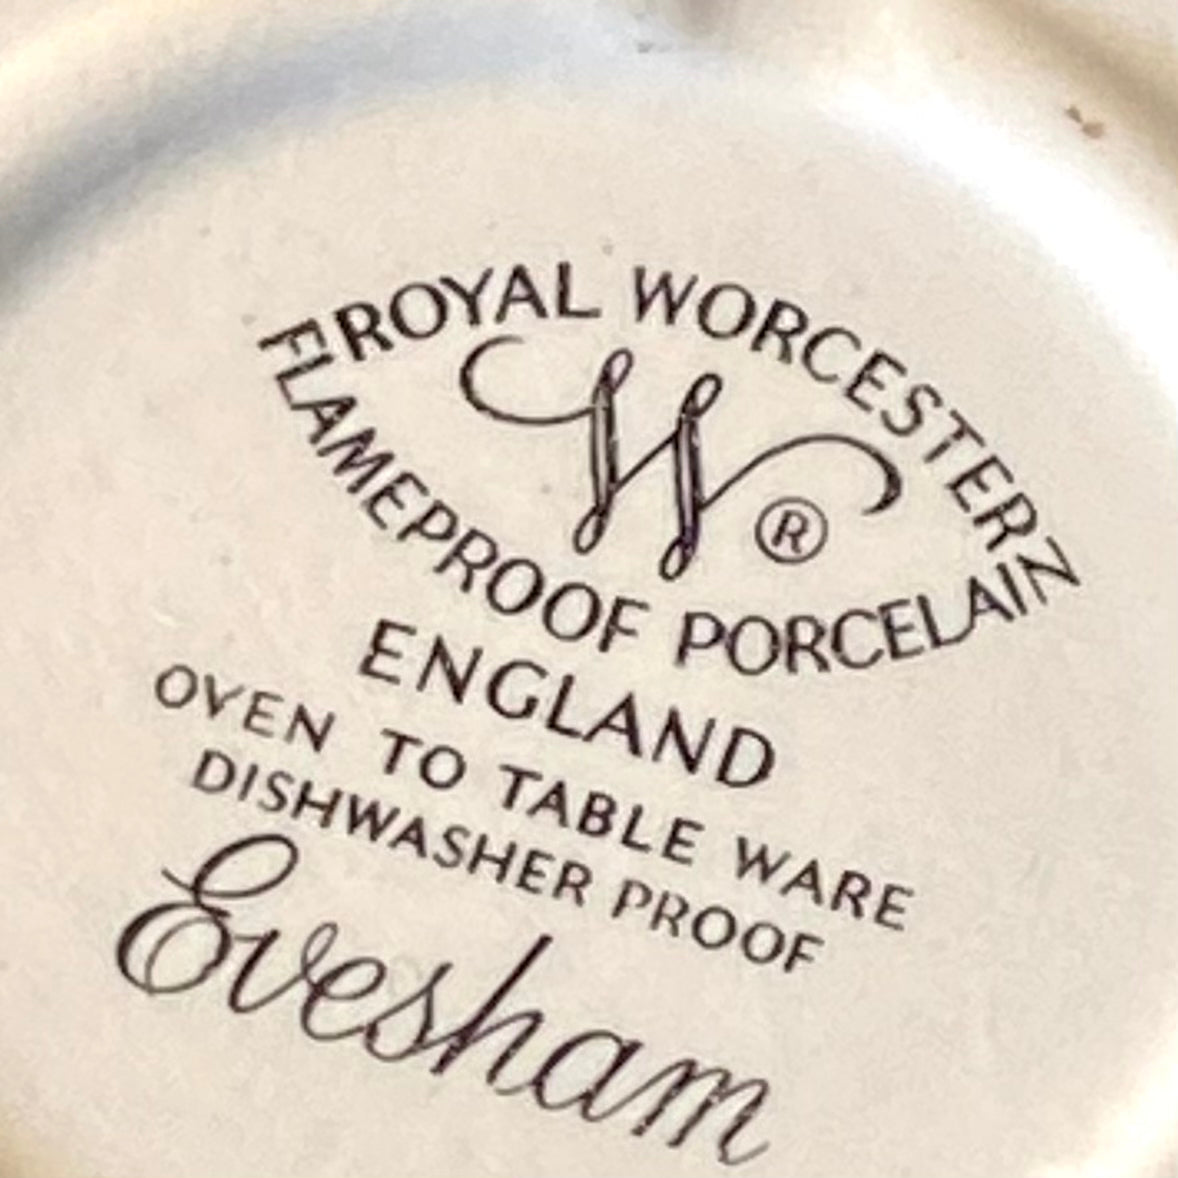 ROYAL WORCESTER
W ®
FLAMEPROOF PORCELAIN
ENGLAND
OVEN TO TABLE WARE
DISHWASHER PROOF
Evesham